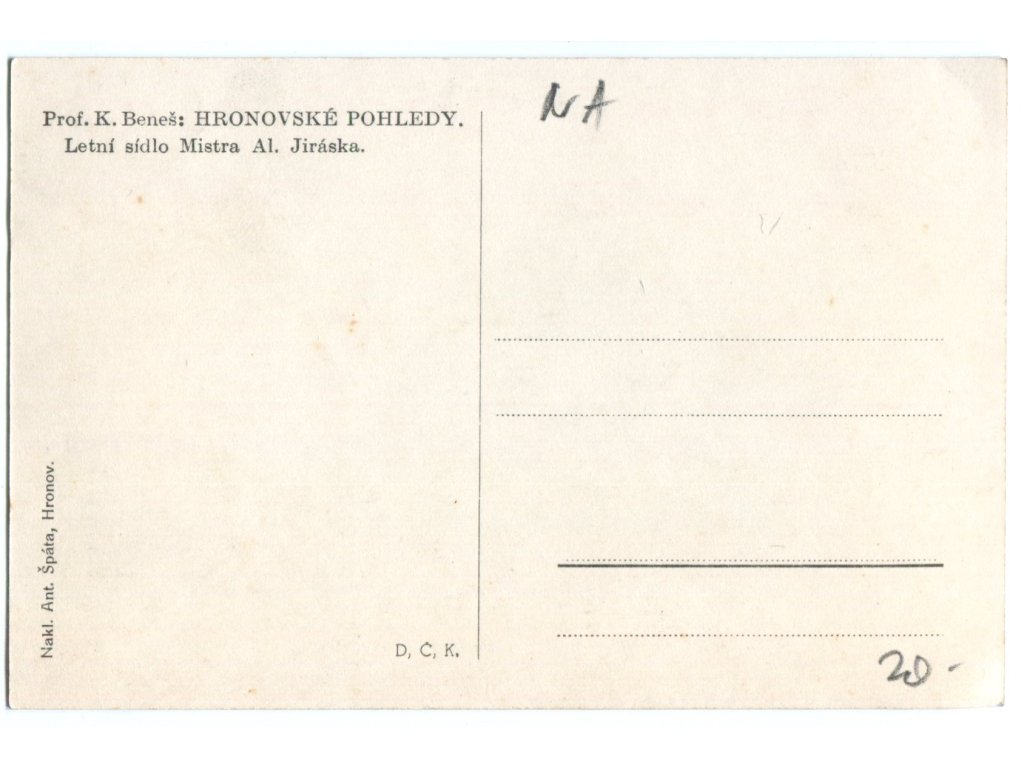 Prof. K. Beneš: HRONOVSKÉ POHLEDY.
Letní sídlo Mistra Al. Jiráska.
NA
Nakl. Ant. Špáta, Hronov.
D, Č, K.
20.-